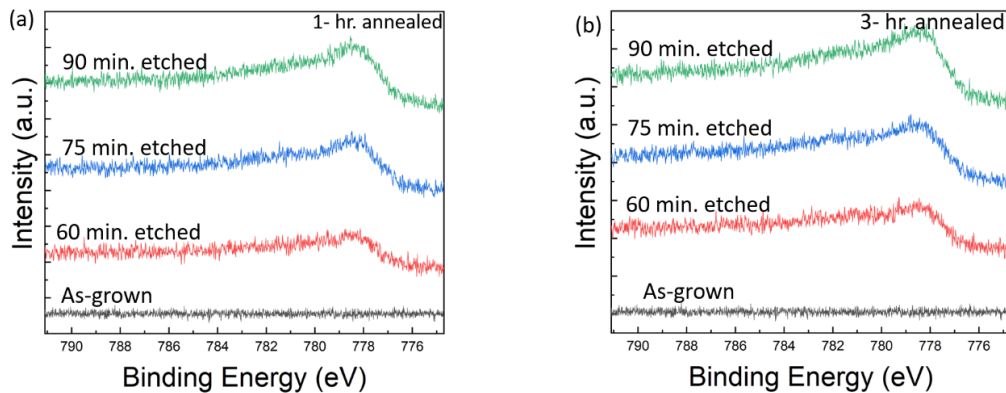 (a)
1- hr. annealed
90 min. etched
75 min. etched
60 min. etched
As-grown
Intensity (a.u.)
790 788 786 784 782 780 778 776
Binding Energy (eV)
(b)
3- hr. annealed
90 min. etched
75 min. etched
60 min. etched
As-grown
Intensity (a.u.)
790 788 786 784 782 780 778 776
Binding Energy (eV)